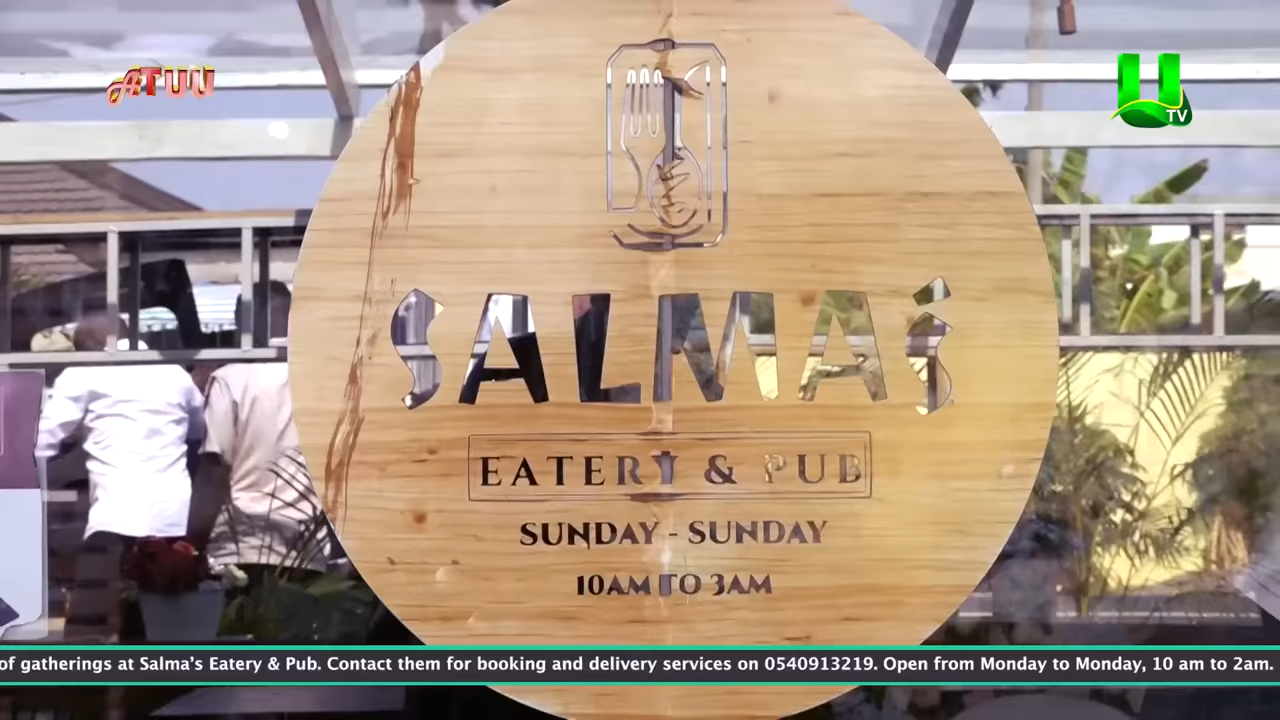 ATUU
U
TV
SALMA'S
EATERY & PUB
SUNDAY - SUNDAY
10AM TO 3AM
of gatherings at Salma's Eatery & Pub. Contact them for booking and delivery services on 0540913219. Open from Monday to Monday, 10 am to 2am.